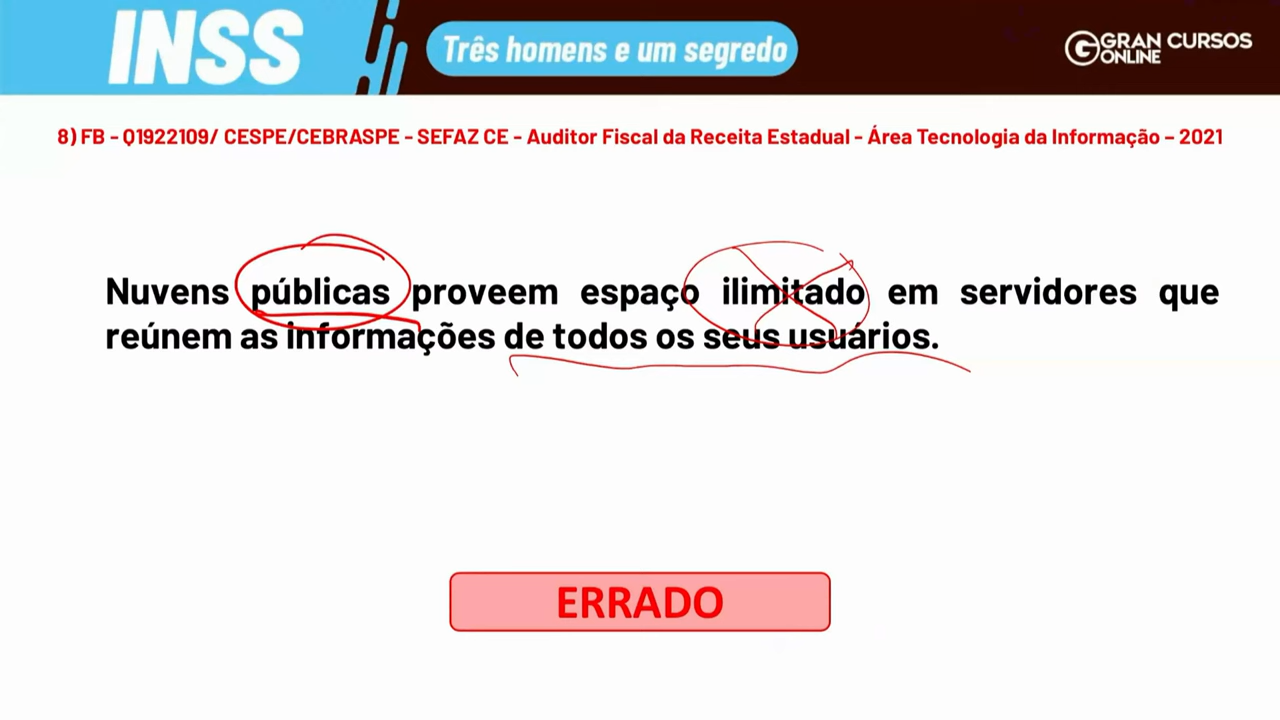 INSS
Três homens e um segredo
GRAN CURSOS
ONLINE
8) FB - Q1922109/ CESPE/CEBRASPE - SEFAZ CE - Auditor Fiscal da Receita Estadual - Área Tecnologia da Informação – 2021
Nuvens públicas proveem espaço ilimitado em servidores que
reúnem as informações de todos os seus usuários.
ERRADO